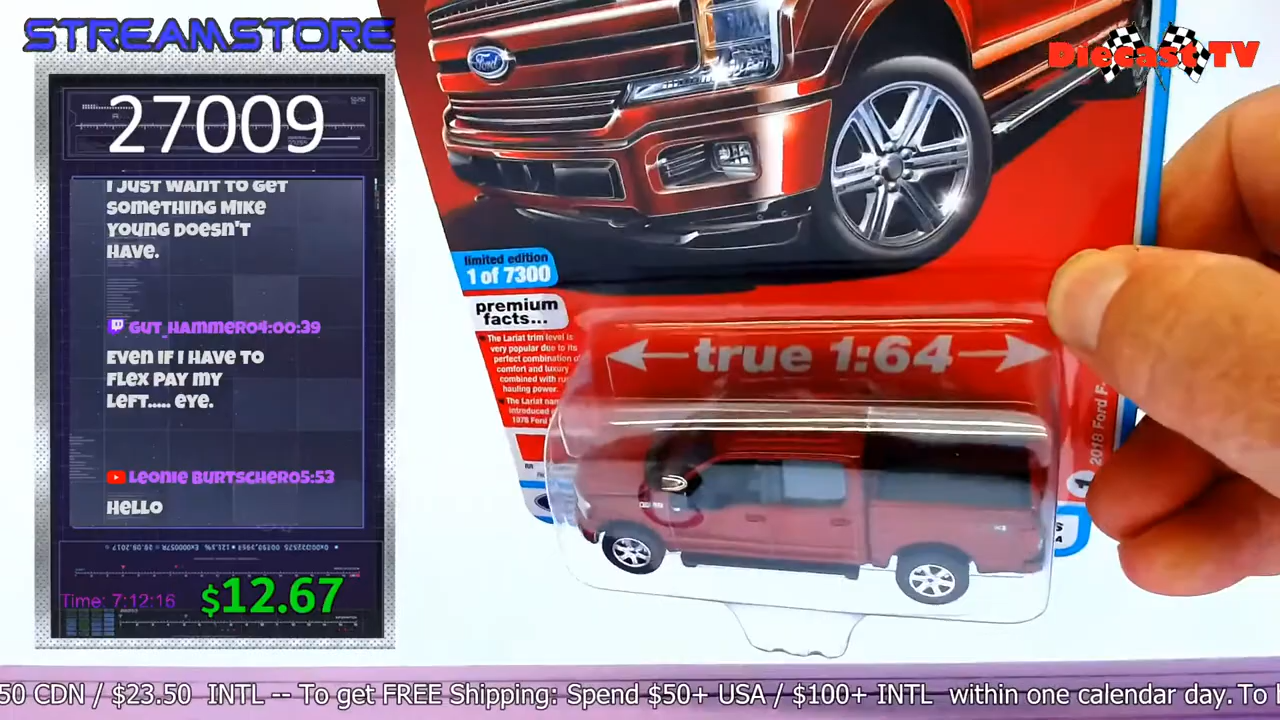 STREAMSTORE
27009
I just want to get
something Mike
Young doesn't
have.
Gut_Hammer04:00:39
Even if I have to
flex pay my
left..... eye.
Leonie Burtscher05:53
Hello
Time: 7:12:16
$12.67
Diecast TV
Ford
limited edition
1 of 7300
premium
facts...
The Lariat trim level is
very popular due to its
perfect combination of
comfort and luxury
combined with
hauling power.
The Lariat
introduced
1978 Ford
true 1:64
2018 Ford F-
1
50 CDN / $23.50 INTL -- To get FREE Shipping: Spend $50+ USA / $100+ INTL within one calendar day. To